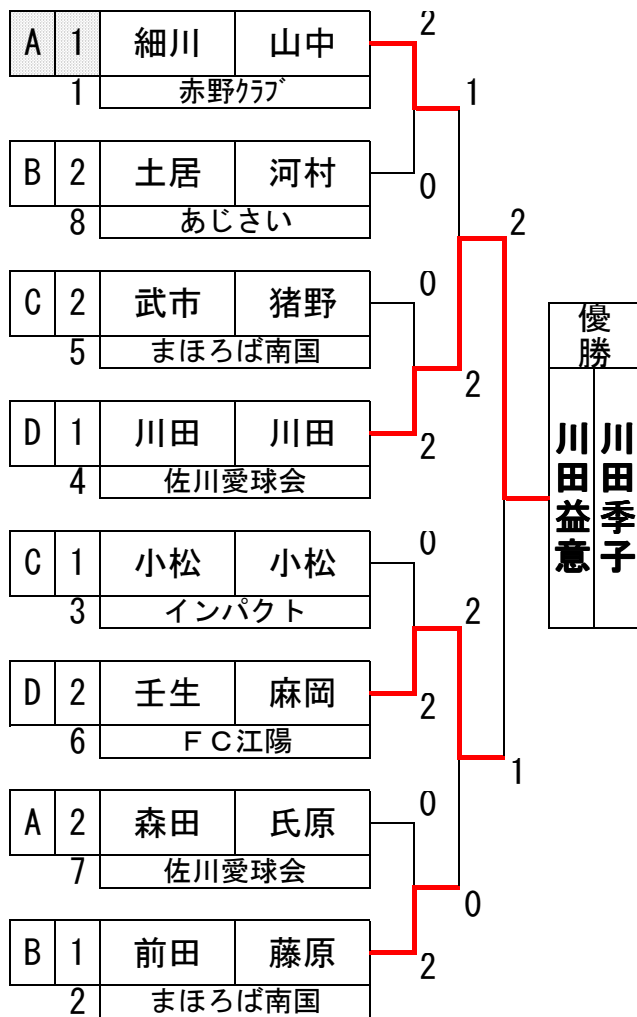 A 1 細川 山中 2
1 赤野ｸﾗﾌﾞ 1
B 2 土居 河村 0
8 あじさい 2
C 2 武市 猪野 0
5 まほろば南国 2
D 1 川田 川田 2
4 佐川愛球会
C 1 小松 小松 0
3 インパクト 2
D 2 壬生 麻岡 2
6 ＦＣ江陽 1
A 2 森田 氏原 0
7 佐川愛球会 0
B 1 前田 藤原 2
2 まほろば南国
優勝
川田季子
川田益意